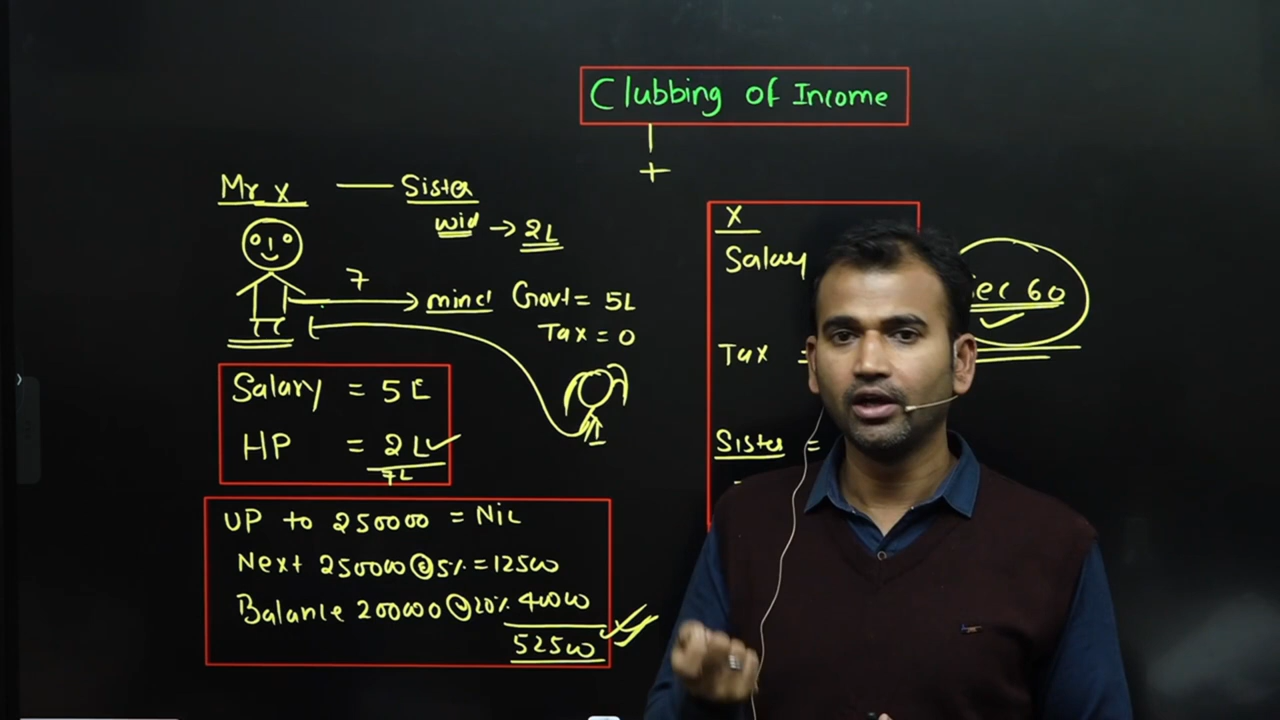 Clubbing of Income
Mr X — Sister
wid → 2L
7
mind Govt = 5L
Tax = 0
Salary = 5L
HP = 2L
7L
UP to 250000 = NiL
Next 250000 @ 5% = 12500
Balance 200000 @ 20% 40000
52500
X
Salary
Tax =
Sister =
Sec 60